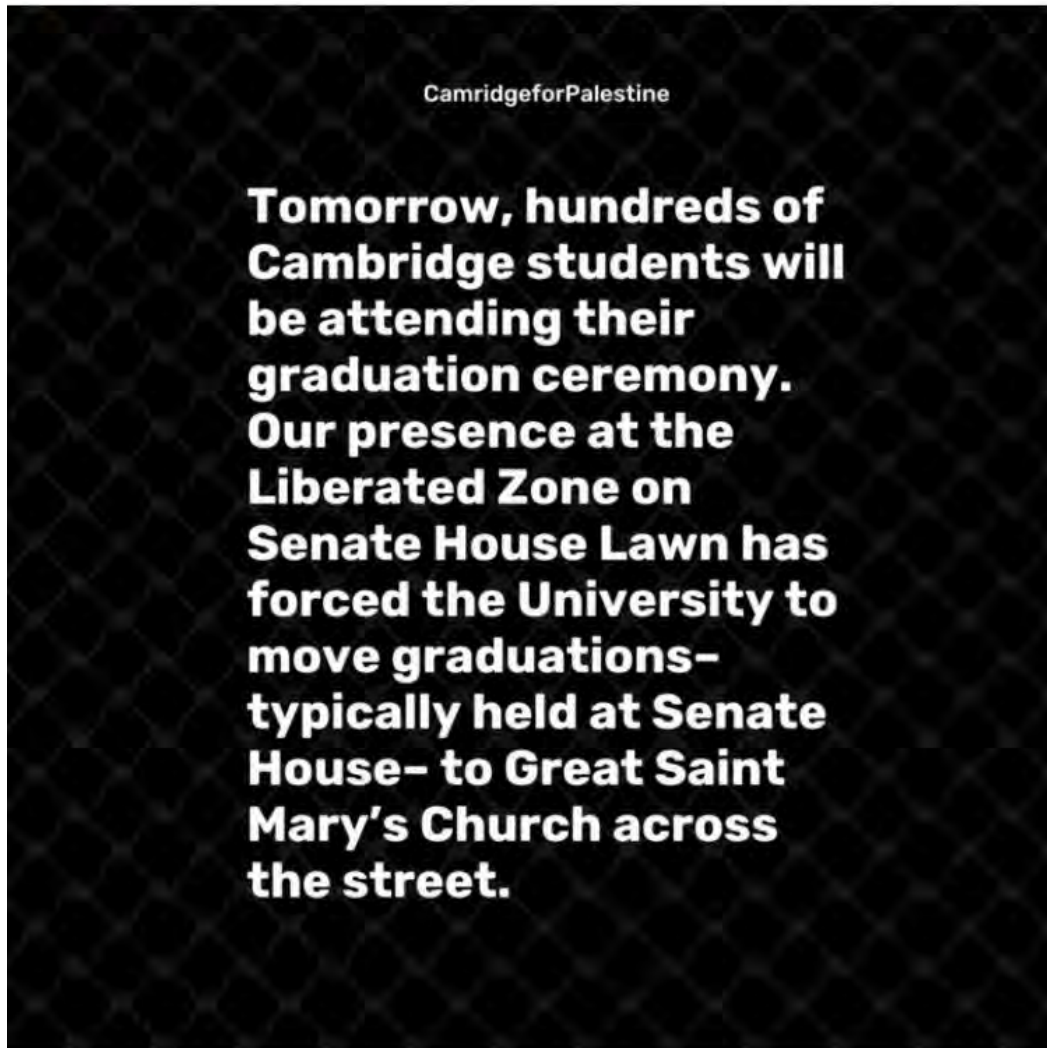 CamridgeforPalestine
Tomorrow, hundreds of
Cambridge students will
be attending their
graduation ceremony.
Our presence at the
Liberated Zone on
Senate House Lawn has
forced the University to
move graduations–
typically held at Senate
House– to Great Saint
Mary’s Church across
the street.